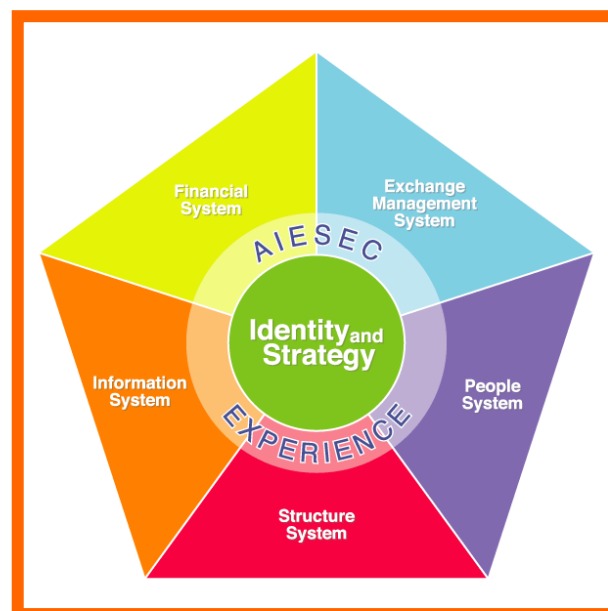 Financial
System
Exchange
Management
System
AIESEC
Identity and
Strategy
Information
System
People
System
EXPERIENCE
Structure
System